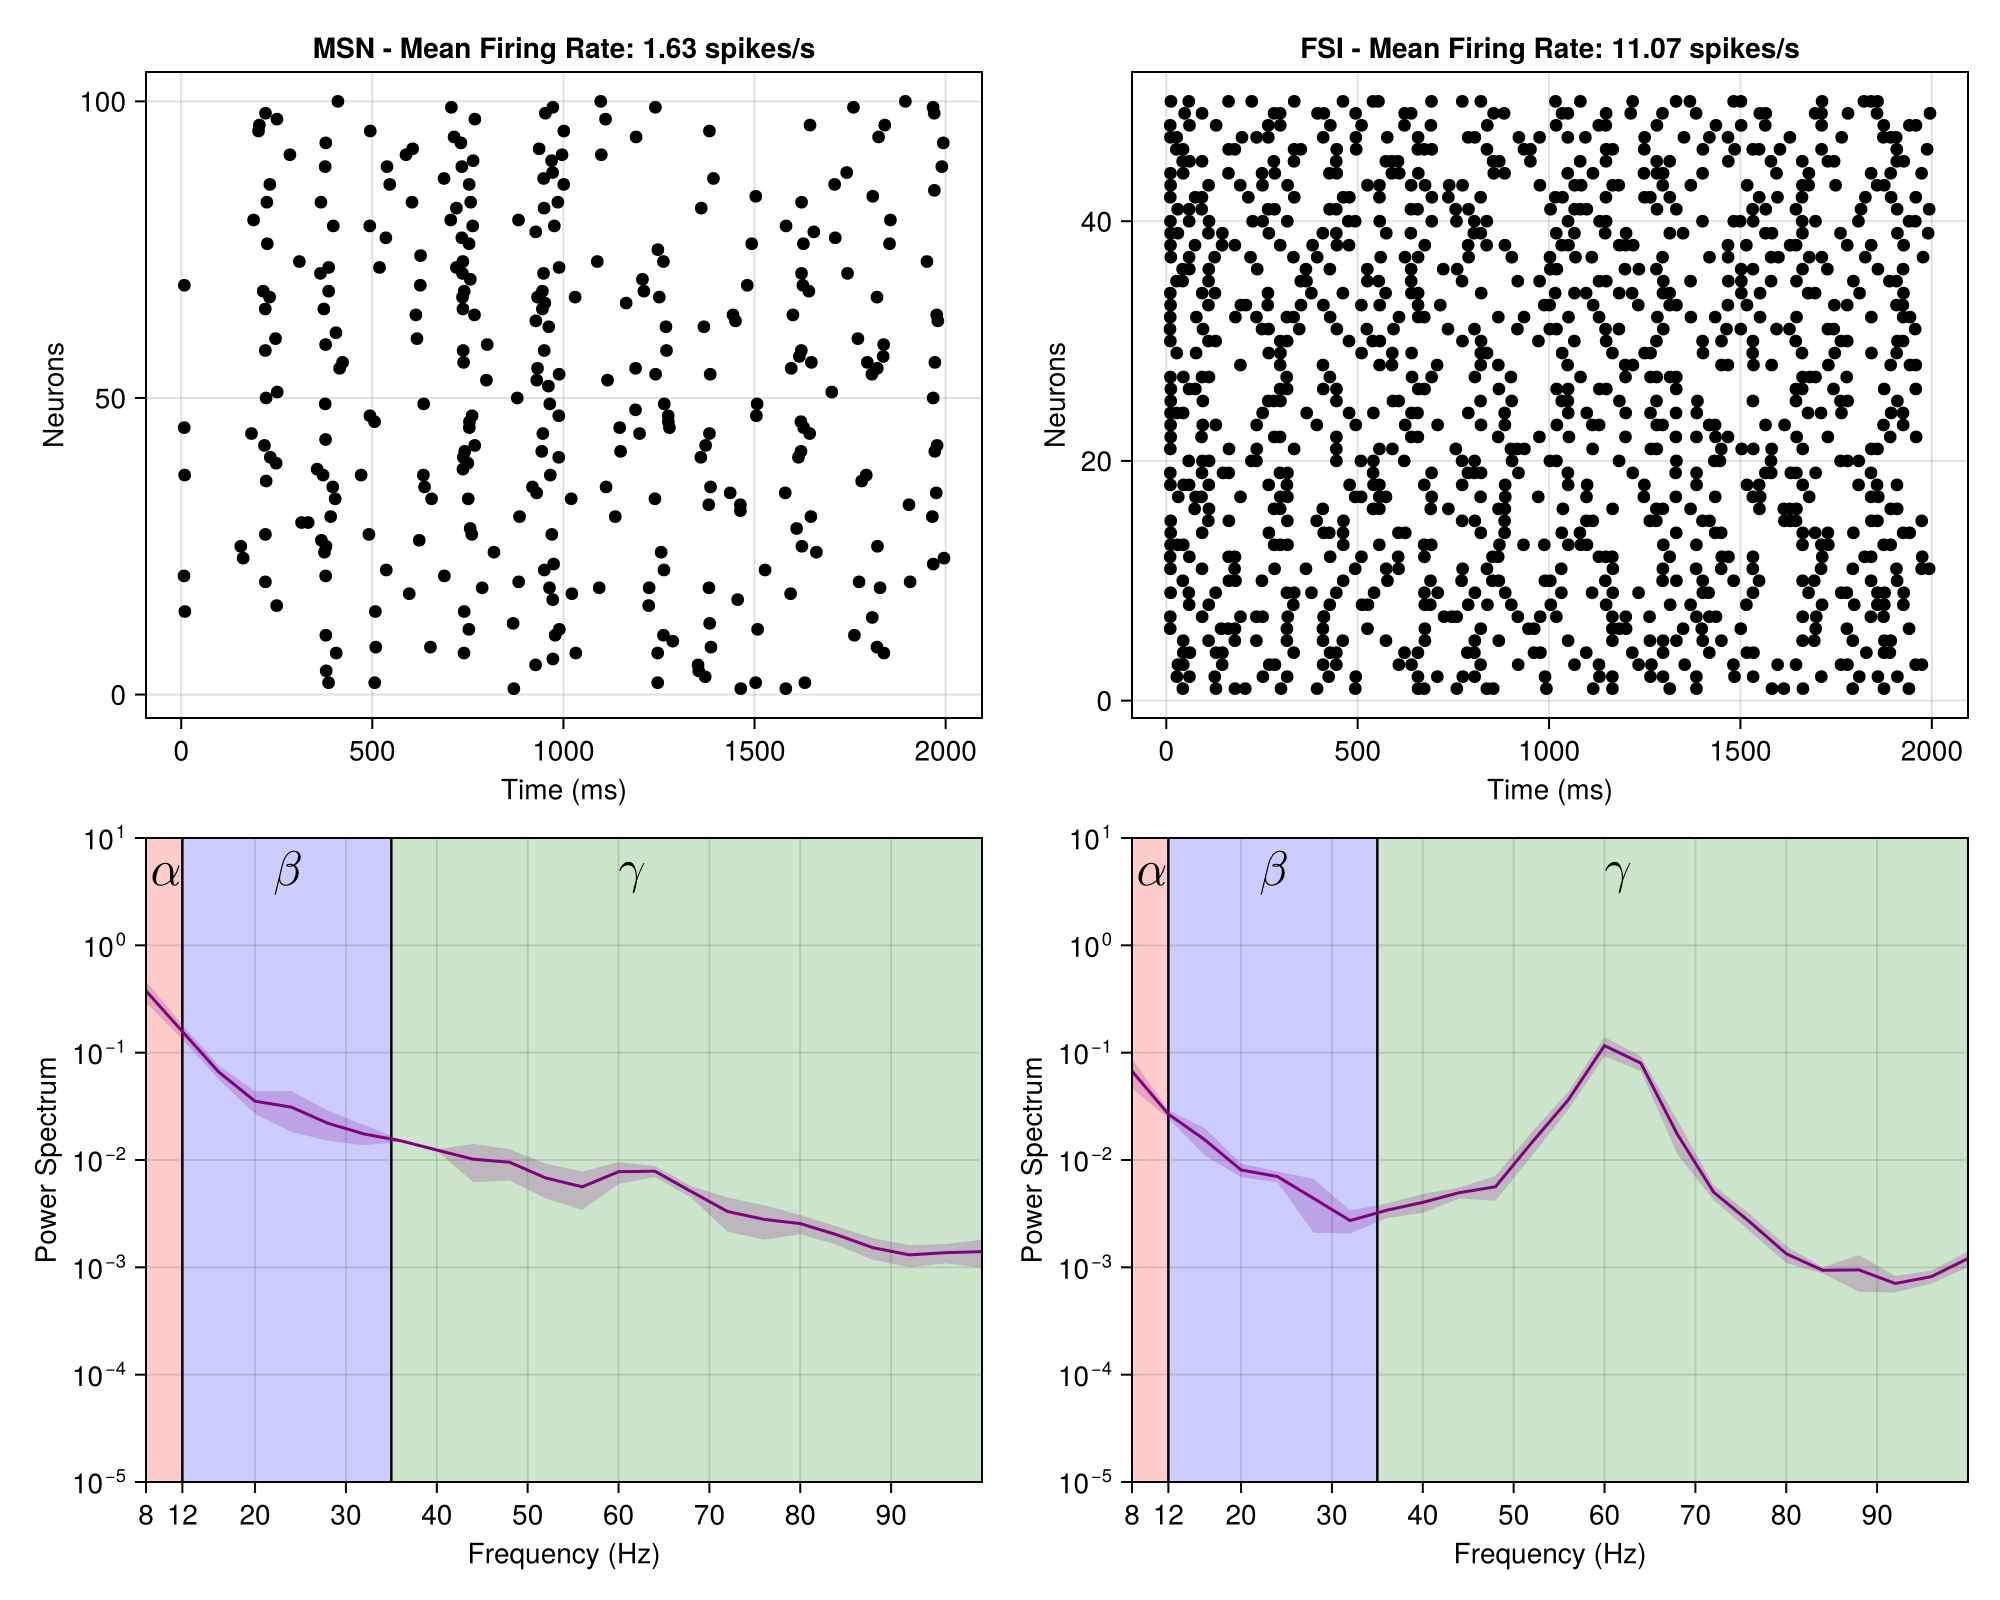 MSN - Mean Firing Rate: 1.63 spikes/s
100
50
0
Neurons
0 500 1000 1500 2000
Time (ms)
FSI - Mean Firing Rate: 11.07 spikes/s
40
20
0
Neurons
0 500 1000 1500 2000
Time (ms)
α β γ
10¹
10⁰
10⁻¹
10⁻²
10⁻³
10⁻⁴
10⁻⁵
Power Spectrum
8 12 20 30 40 50 60 70 80 90
Frequency (Hz)
α β γ
10¹
10⁰
10⁻¹
10⁻²
10⁻³
10⁻⁴
10⁻⁵
Power Spectrum
8 12 20 30 40 50 60 70 80 90
Frequency (Hz)